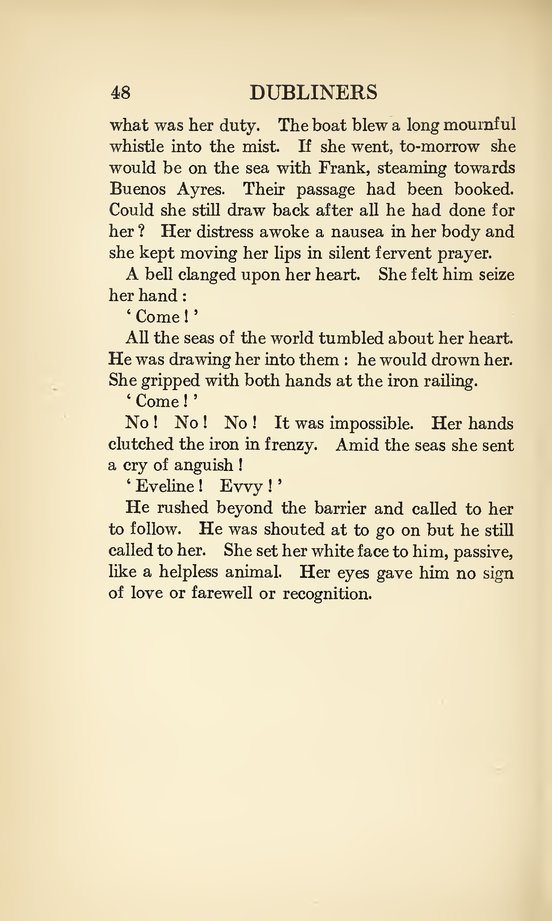 48 DUBLINERS
what was her duty. The boat blew a long mournful
whistle into the mist. If she went, to-morrow she
would be on the sea with Frank, steaming towards
Buenos Ayres. Their passage had been booked.
Could she still draw back after all he had done for
her ? Her distress awoke a nausea in her body and
she kept moving her lips in silent fervent prayer.
A bell clanged upon her heart. She felt him seize
her hand :
‘ Come ! ’
All the seas of the world tumbled about her heart.
He was drawing her into them : he would drown her.
She gripped with both hands at the iron railing.
‘ Come ! ’
No ! No ! No ! It was impossible. Her hands
clutched the iron in frenzy. Amid the seas she sent
a cry of anguish !
‘ Eveline ! Evvy ! ’
He rushed beyond the barrier and called to her
to follow. He was shouted at to go on but he still
called to her. She set her white face to him, passive,
like a helpless animal. Her eyes gave him no sign
of love or farewell or recognition.